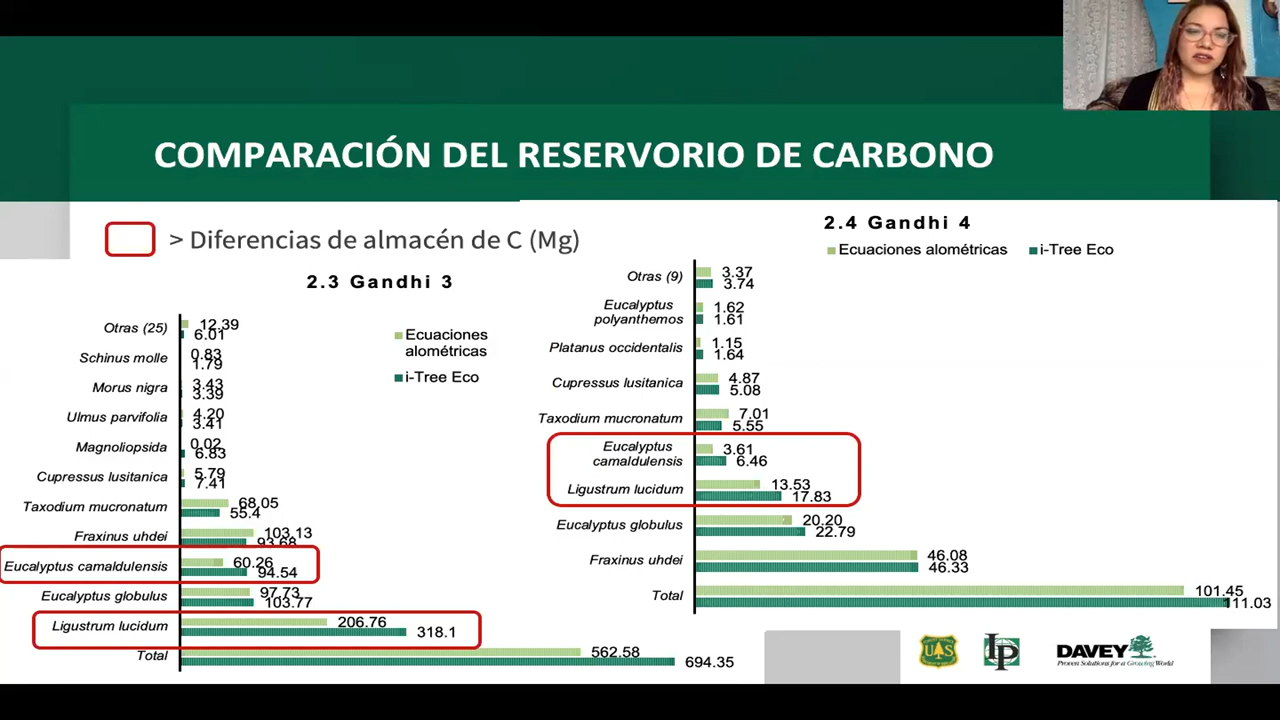 COMPARACIÓN DEL RESERVORIO DE CARBONO
> Diferencias de almacén de C (Mg)
2.3 Gandhi 3
Ecuaciones
alométricas
i-Tree Eco
Otras (25)
12.39
6.01
Schinus molle
0.83
1.79
Morus nigra
3.43
3.39
Ulmus parvifolia
4.20
3.41
Magnoliopsida
0.02
6.83
Cupressus lusitanica
5.79
7.41
Taxodium mucronatum
68.05
55.4
Fraxinus uhdei
103.13
93.68
Eucalyptus camaldulensis
60.26
94.54
Eucalyptus globulus
97.73
103.77
Ligustrum lucidum
206.76
318.1
Total
562.58
694.35
2.4 Gandhi 4
Ecuaciones alométricas
i-Tree Eco
Otras (9)
3.37
3.74
Eucalyptus
polyanthemos
1.62
1.61
Platanus occidentalis
1.15
1.64
Cupressus lusitanica
4.87
5.08
Taxodium mucronatum
7.01
5.55
Eucalyptus
camaldulensis
3.61
6.46
Ligustrum lucidum
13.53
17.83
Eucalyptus globulus
20.20
22.79
Fraxinus uhdei
46.08
46.33
Total
101.45
111.03
U S
LP
DAVEY
Proven Solutions for a Growing World